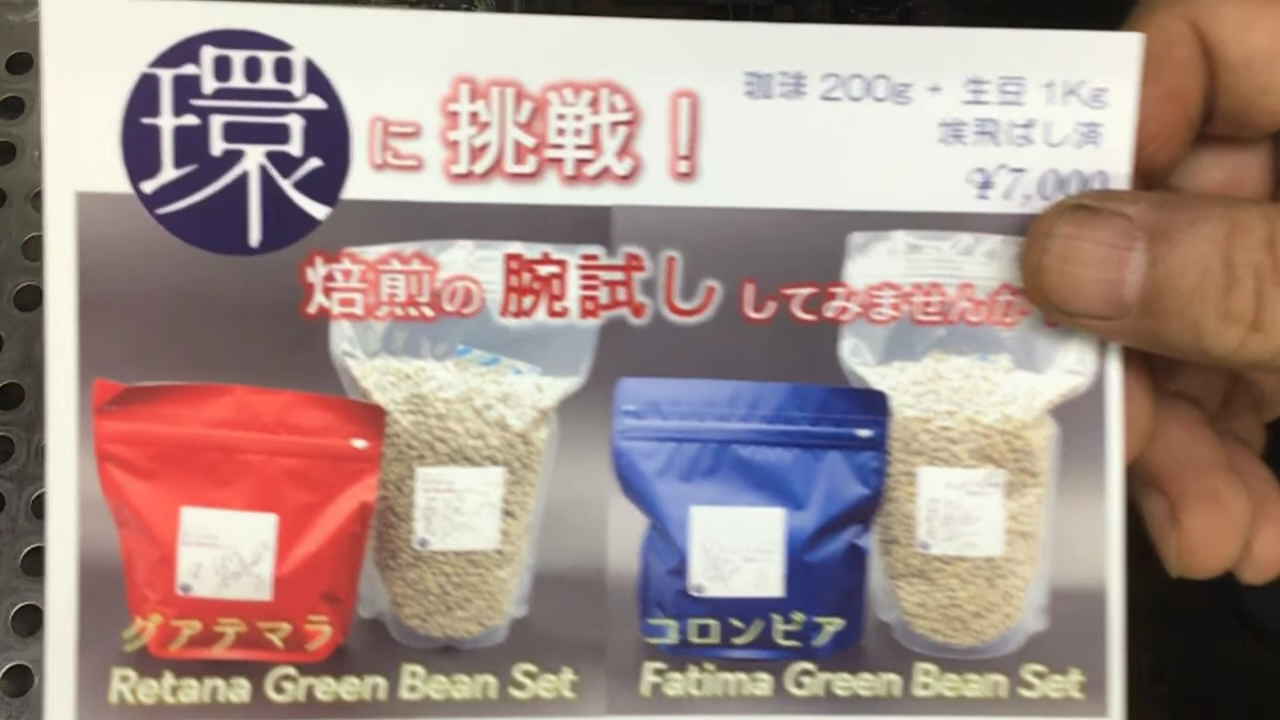 環 に 挑戦！
珈琲 200g + 生豆 1Kg
埃飛ばし済
¥7,000
焙煎の 腕試し してみませんか
グアテマラ
Retana Green Bean Set
コロンビア
Fatima Green Bean Set